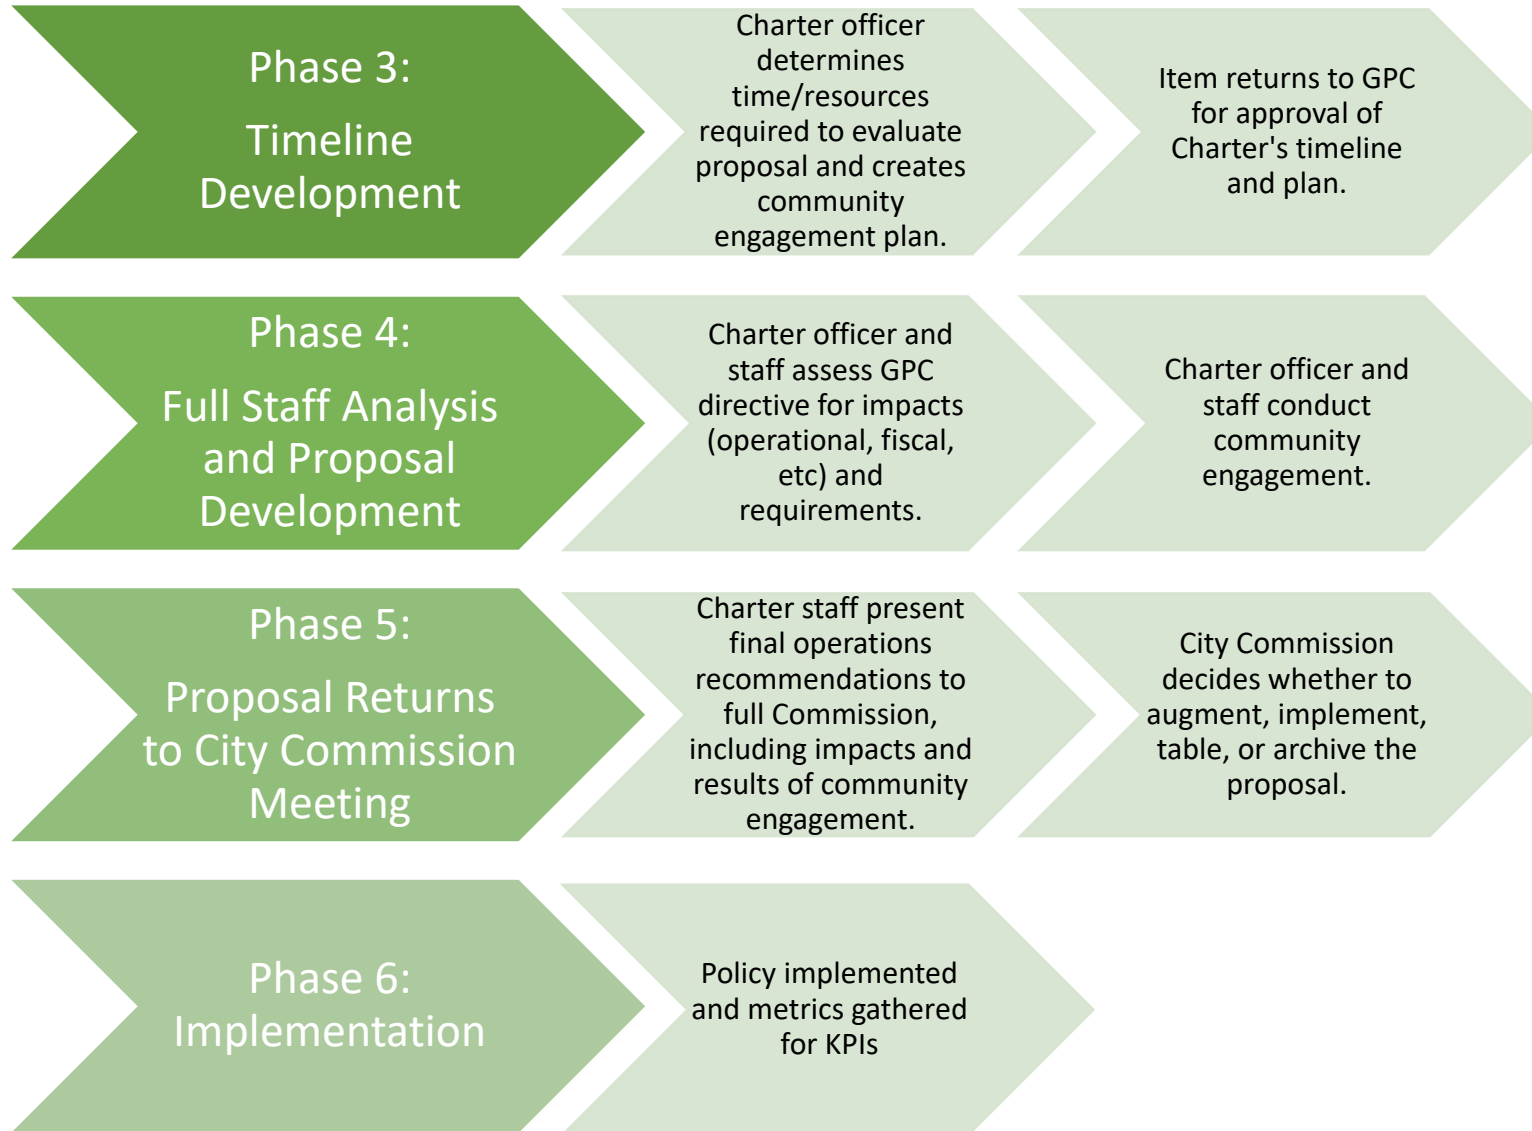 Phase 3:
Timeline
Development
Charter officer
determines
time/resources
required to evaluate
proposal and creates
community
engagement plan.
Item returns to GPC
for approval of
Charter's timeline
and plan.
Phase 4:
Full Staff Analysis
and Proposal
Development
Charter officer and
staff assess GPC
directive for impacts
(operational, fiscal,
etc) and
requirements.
Charter officer and
staff conduct
community
engagement.
Phase 5:
Proposal Returns
to City Commission
Meeting
Charter staff present
final operations
recommendations to
full Commission,
including impacts and
results of community
engagement.
City Commission
decides whether to
augment, implement,
table, or archive the
proposal.
Phase 6:
Implementation
Policy implemented
and metrics gathered
for KPIs